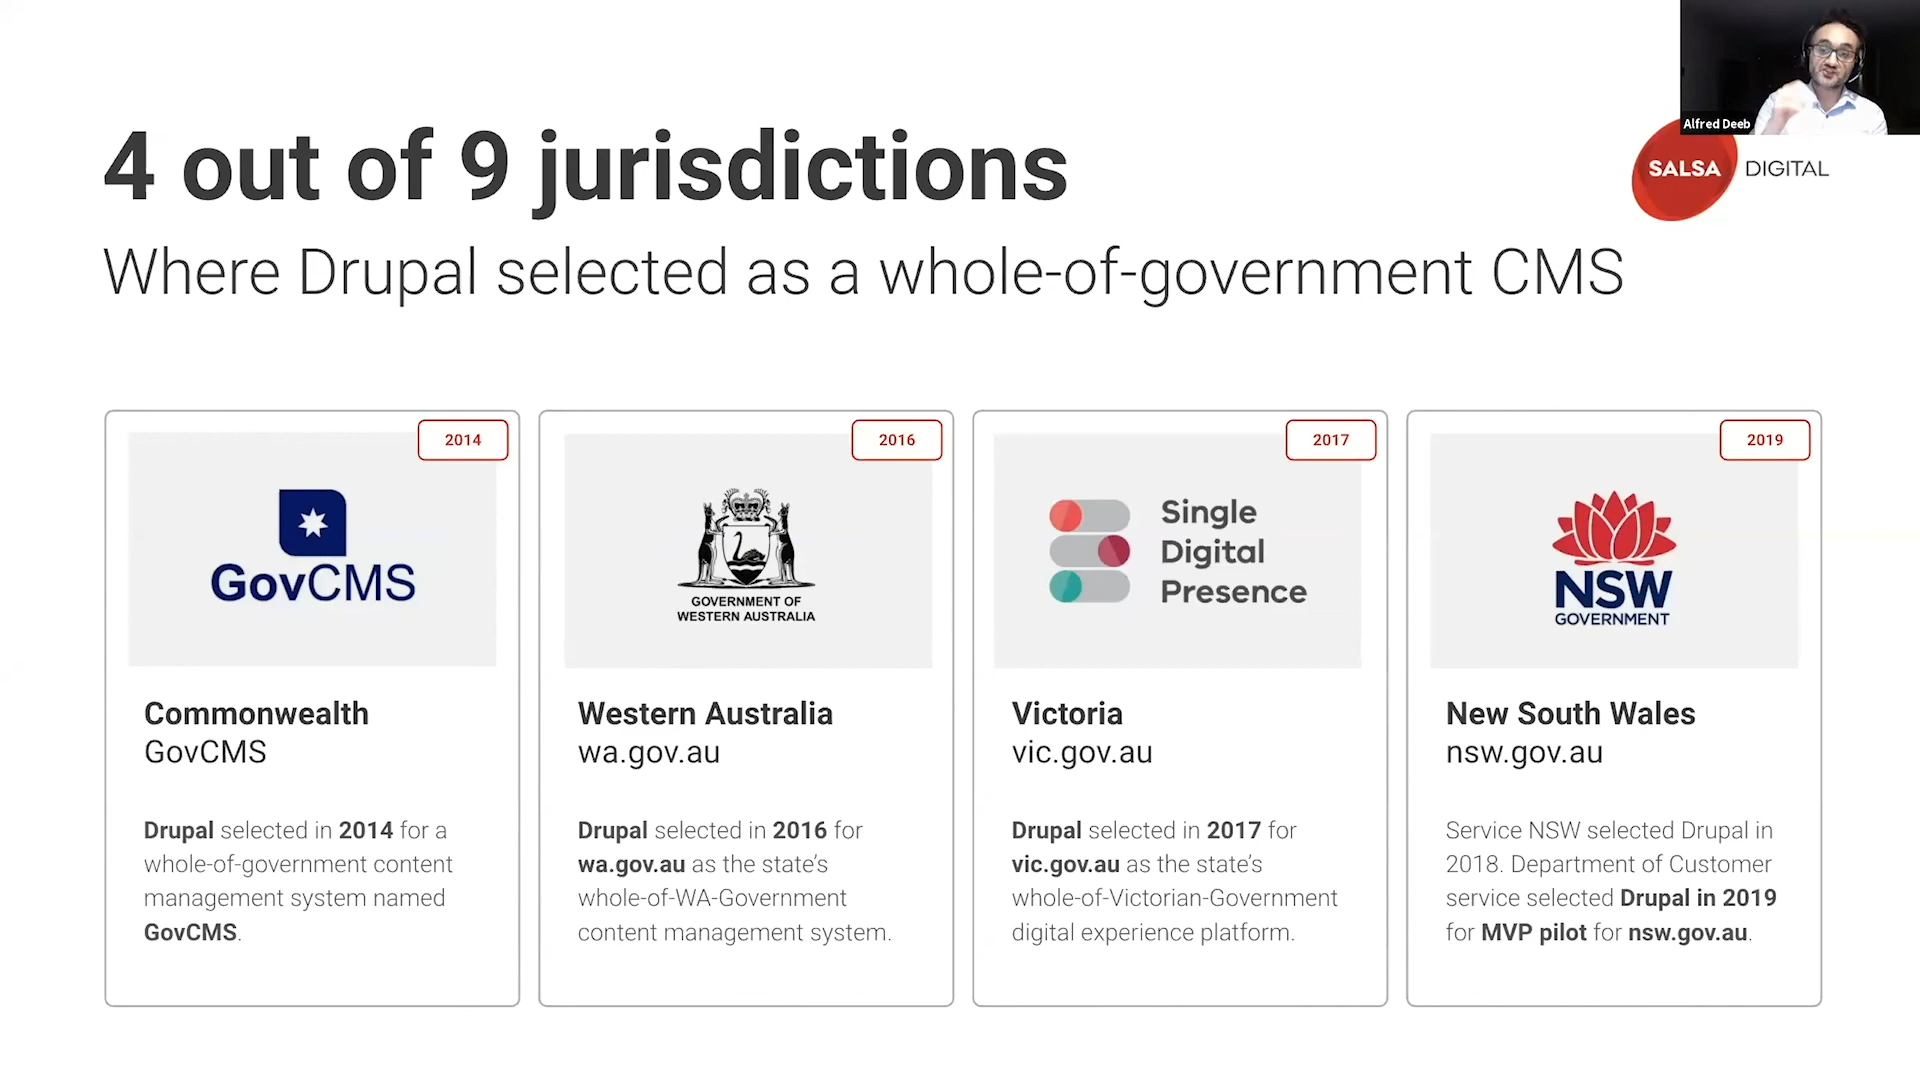 Alfred Deeb
SALSA DIGITAL
4 out of 9 jurisdictions
Where Drupal selected as a whole-of-government CMS
2014
GovCMS
Commonwealth
GovCMS
Drupal selected in 2014 for a
whole-of-government content
management system named
GovCMS.
2016
GOVERNMENT OF
WESTERN AUSTRALIA
Western Australia
wa.gov.au
Drupal selected in 2016 for
wa.gov.au as the state’s
whole-of-WA-Government
content management system.
2017
Single
Digital
Presence
Victoria
vic.gov.au
Drupal selected in 2017 for
vic.gov.au as the state’s
whole-of-Victorian-Government
digital experience platform.
2019
NSW
GOVERNMENT
New South Wales
nsw.gov.au
Service NSW selected Drupal in
2018. Department of Customer
service selected Drupal in 2019
for MVP pilot for nsw.gov.au.